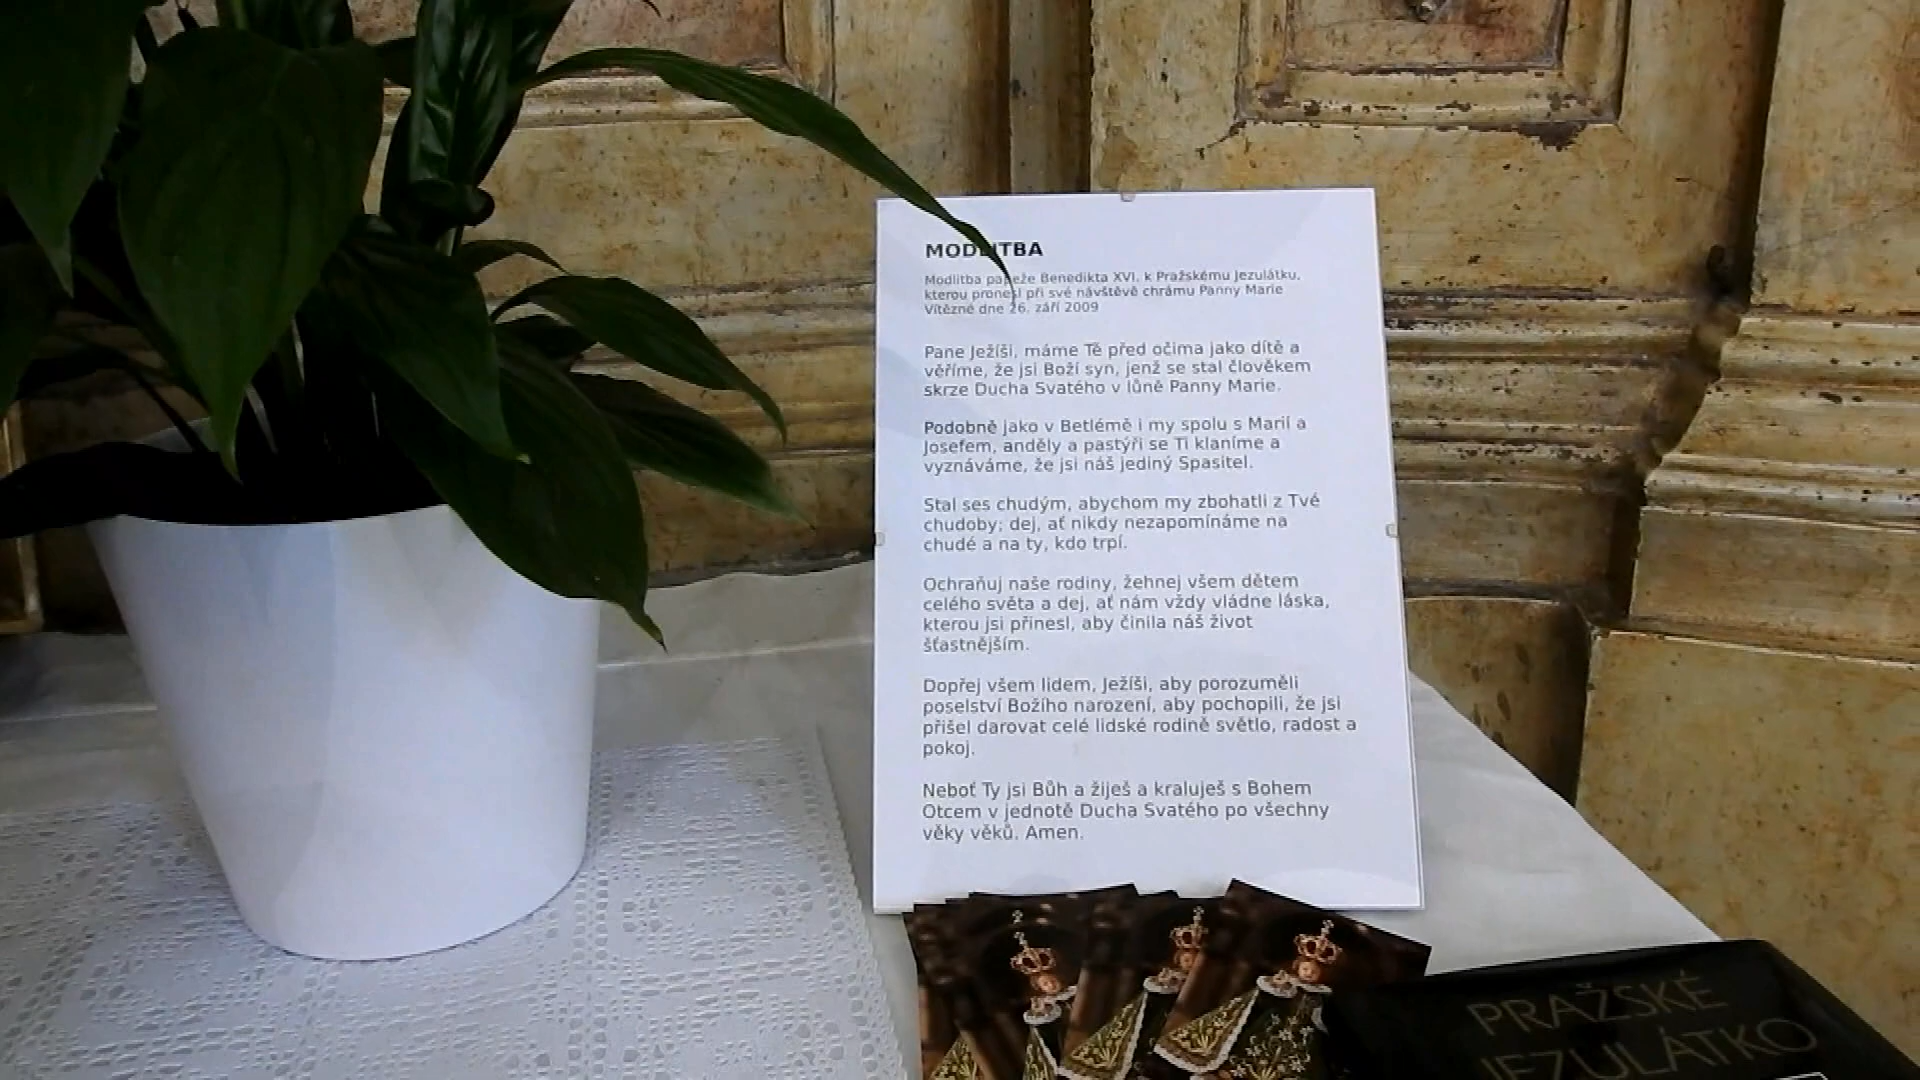 MODLITBA
Modlitba papeže Benedikta XVI. k Pražskému Jezulátku,
kterou pronesl při své návštěvě chrámu Panny Marie
Vítězné dne 26. září 2009
Pane Ježíši, máme Tě před očima jako dítě a
věříme, že jsi Boží syn, jenž se stal člověkem
skrze Ducha Svatého v lůně Panny Marie.
Podobně jako v Betlémě i my spolu s Marií a
Josefem, anděly a pastýři se Ti klaníme a
vyznáváme, že jsi náš jediný Spasitel.
Stal ses chudým, abychom my zbohatli z Tvé
chudoby; dej, ať nikdy nezapomínáme na
chudé a na ty, kdo trpí.
Ochraňuj naše rodiny, žehnej všem dětem
celého světa a dej, ať nám vždy vládne láska,
kterou jsi přinesl, aby činila náš život
šťastnějším.
Dopřej všem lidem, Ježíši, aby porozuměli
poselství Božího narození, aby pochopili, že jsi
přišel darovat celé lidské rodině světlo, radost a
pokoj.
Neboť Ty jsi Bůh a žiješ a kraluješ s Bohem
Otcem v jednotě Ducha Svatého po všechny
věky věků. Amen.
PRAŽSKÉ
JEZULÁTKO